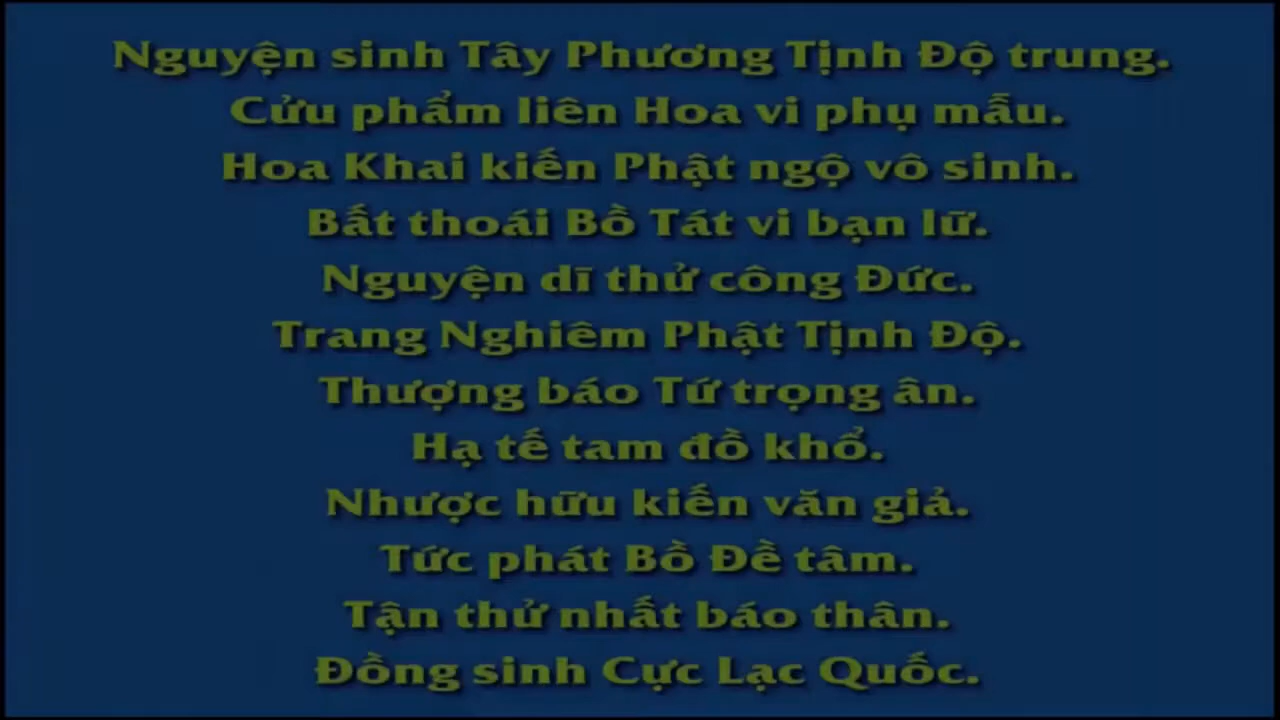 Nguyện sinh Tây Phương Tịnh Độ trung.
Cửu phẩm liên Hoa vi phụ mẫu.
Hoa Khai kiến Phật ngộ vô sinh.
Bất thoái Bồ Tát vi bạn lữ.
Nguyện dĩ thử công Đức.
Trang Nghiêm Phật Tịnh Độ.
Thượng báo Tứ trọng ân.
Hạ tế tam đồ khổ.
Nhược hữu kiến văn giả.
Tức phát Bồ Đề tâm.
Tận thử nhất báo thân.
Đồng sinh Cực Lạc Quốc.